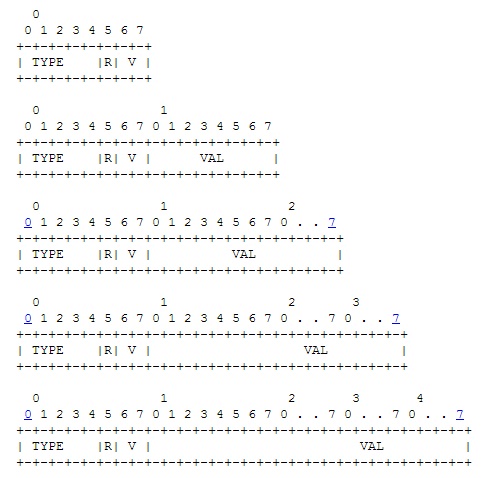 0
 0 1 2 3 4 5 6 7
+-+-+-+-+-+-+-+-+
| TYPE    |R| V |
+-+-+-+-+-+-+-+-+

  0               1
 0 1 2 3 4 5 6 7 0 1 2 3 4 5 6 7
+-+-+-+-+-+-+-+-+-+-+-+-+-+-+-+-+
| TYPE    |R| V |      VAL      |
+-+-+-+-+-+-+-+-+-+-+-+-+-+-+-+-+

  0               1               2
 0 1 2 3 4 5 6 7 0 1 2 3 4 5 6 7 0 . . 7
+-+-+-+-+-+-+-+-+-+-+-+-+-+-+-+-+-+-+-+-+
| TYPE    |R| V |          VAL          |
+-+-+-+-+-+-+-+-+-+-+-+-+-+-+-+-+-+-+-+-+

  0               1               2       3
 0 1 2 3 4 5 6 7 0 1 2 3 4 5 6 7 0 . . 7 0 . . 7
+-+-+-+-+-+-+-+-+-+-+-+-+-+-+-+-+-+-+-+-+-+-+-+-+
| TYPE    |R| V |                   VAL         |
+-+-+-+-+-+-+-+-+-+-+-+-+-+-+-+-+-+-+-+-+-+-+-+-+

  0               1               2       3       4
 0 1 2 3 4 5 6 7 0 1 2 3 4 5 6 7 0 . . 7 0 . . 7 0 . . 7
+-+-+-+-+-+-+-+-+-+-+-+-+-+-+-+-+-+-+-+-+-+-+-+-+-+-+-+-+
| TYPE    |R| V |                          VAL          |
+-+-+-+-+-+-+-+-+-+-+-+-+-+-+-+-+-+-+-+-+-+-+-+-+-+-+-+-+